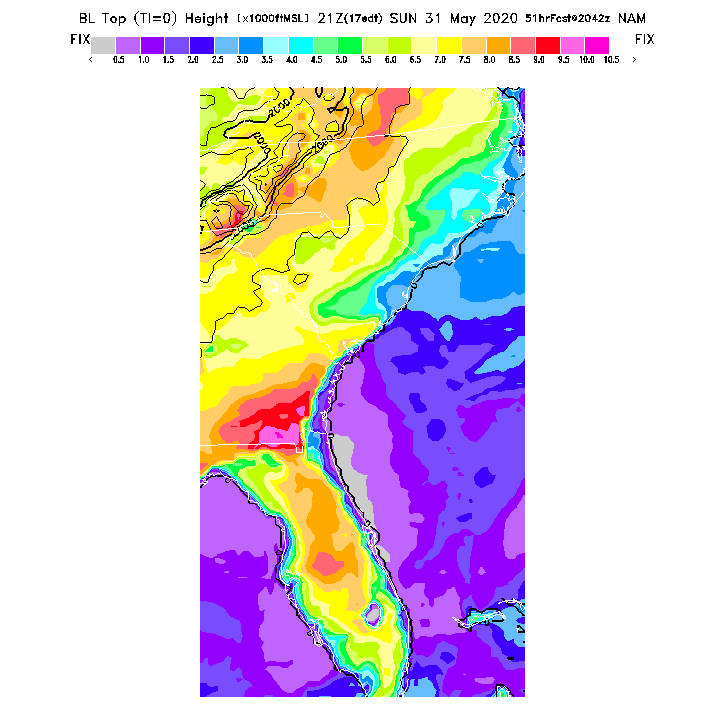 BL Top (TI=0) Height [x1000ftMSL] 21Z(17edt) SUN 31 May 2020 51hrFcst@2042z NAM
FIX FIX
< 0.5 1.0 1.5 2.0 2.5 3.0 3.5 4.0 4.5 5.0 5.5 6.0 6.5 7.0 7.5 8.0 8.5 9.0 9.5 10.0 10.5 >
2000
2000
2000